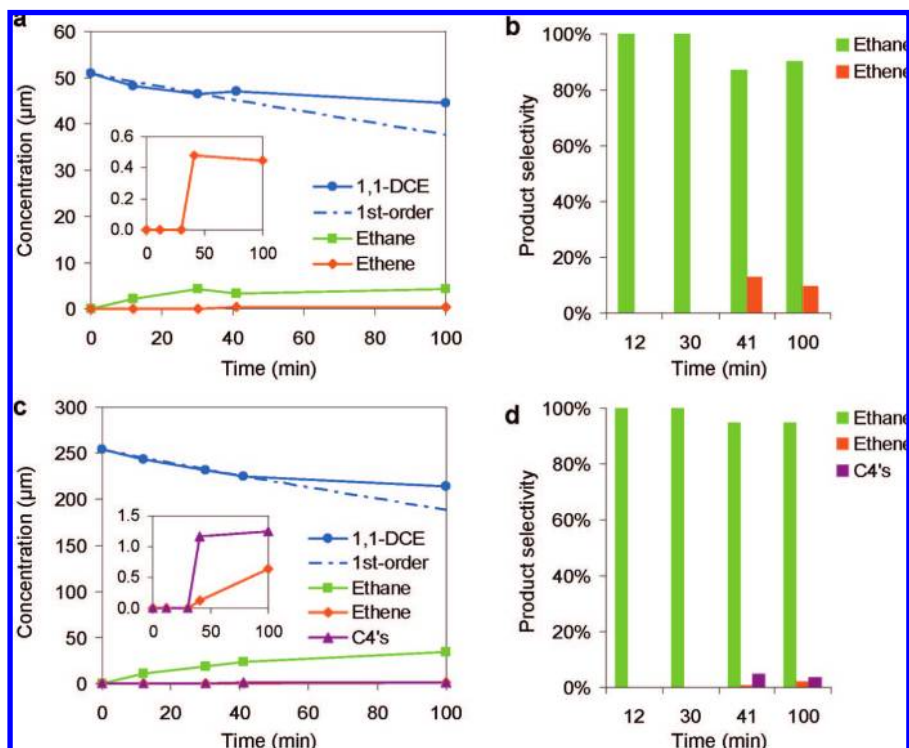 a
60
50
40
30
20
10
0
Concentration (μm)
0 20 40 60 80 100
Time (min)
0.6
0.4
0.2
0.0
0 50 100
1,1-DCE
1st-order
Ethane
Ethene
b
100%
80%
60%
40%
20%
0%
Product selectivity
12 30 41 100
Time (min)
Ethane
Ethene
c
300
250
200
150
100
50
0
Concentration (μm)
0 20 40 60 80 100
Time (min)
1.5
1.0
0.5
0.0
0 50 100
1,1-DCE
1st-order
Ethane
Ethene
C4's
d
100%
80%
60%
40%
20%
0%
Product selectivity
12 30 41 100
Time (min)
Ethane
Ethene
C4's